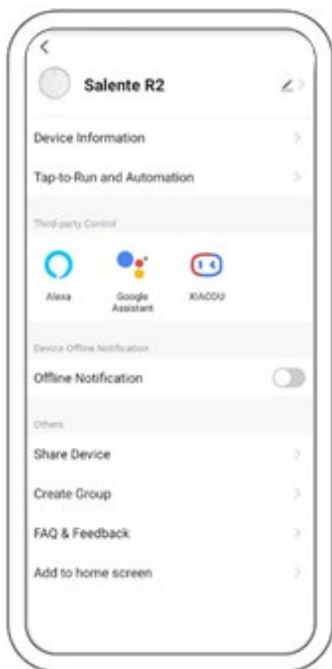 Salente R2
Device Information
Tap-to-Run and Automation
Third-party Control
Alexa
Google
Assistant
XIAODU
Device Offline Notification
Offline Notification
Others
Share Device
Create Group
FAQ & Feedback
Add to home screen